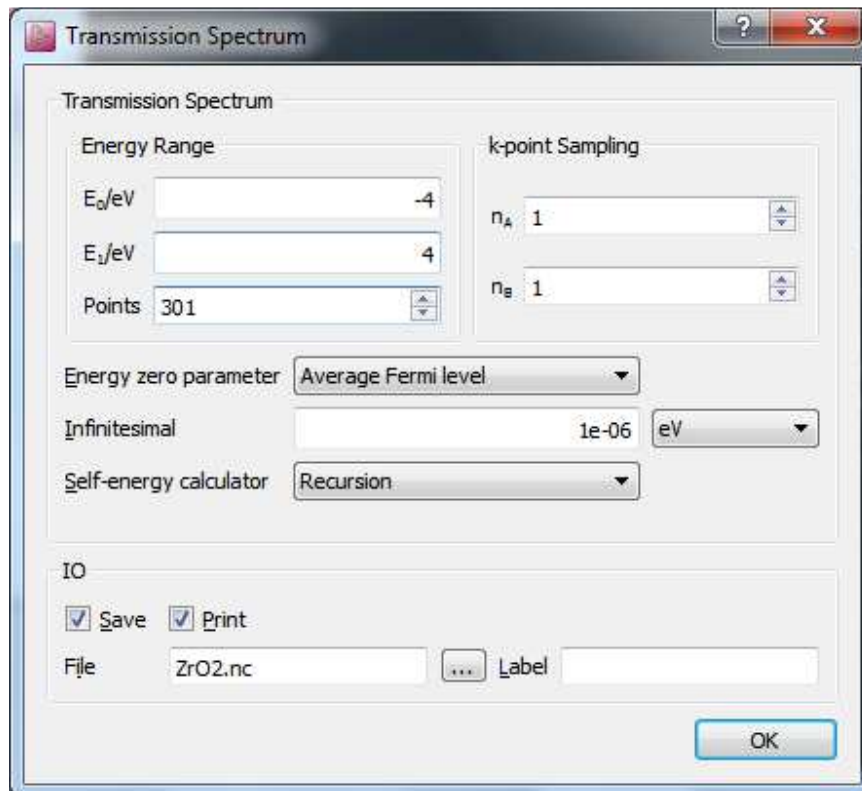 Transmission Spectrum
?
X
Transmission Spectrum
Energy Range
E₀/eV -4
E₁/eV 4
Points 301
k-point Sampling
nA 1
nB 1
Energy zero parameter Average Fermi level
Infinitesimal 1e-06 eV
Self-energy calculator Recursion
IO
Save Print
File ZrO2.nc ... Label
OK